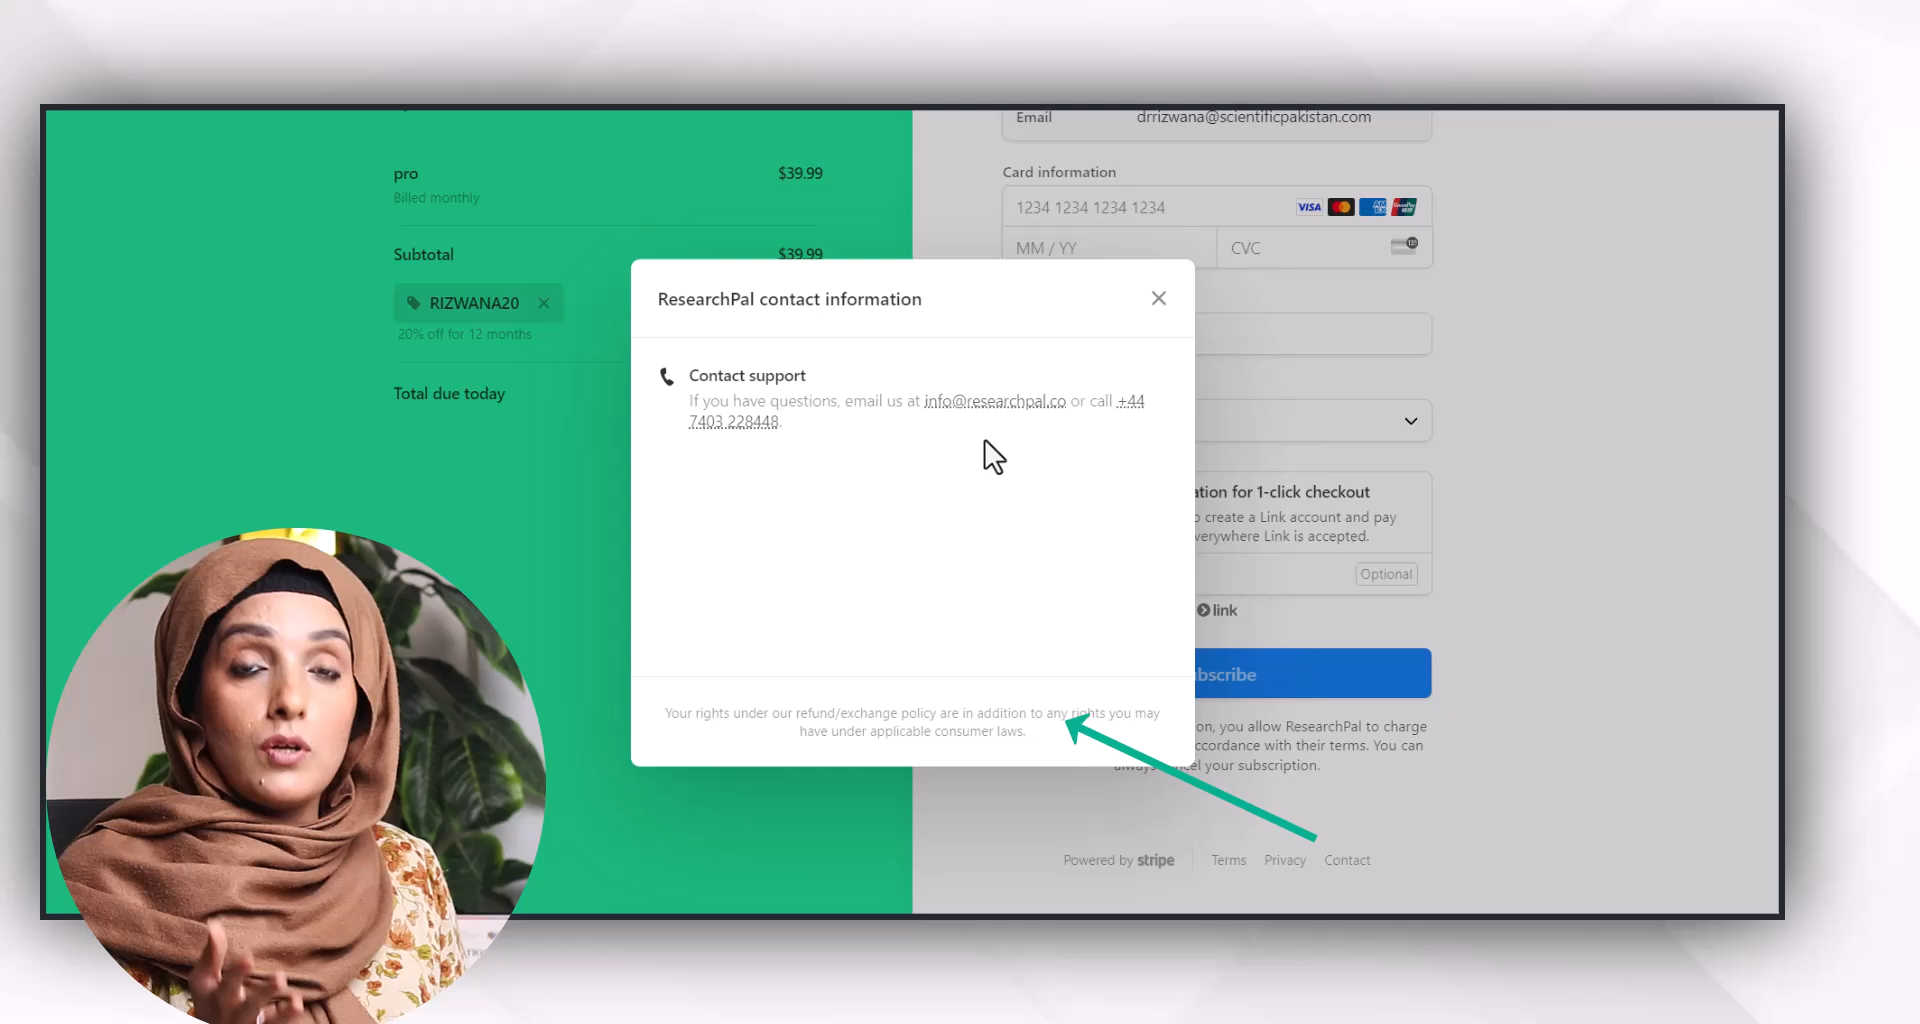 pro
$39.99
Billed monthly
Subtotal
$39.99
RIZWANA20
20% off for 12 months
Total due today
Email
drrizwana@scientificpakistan.com
Card information
1234 1234 1234 1234
VISA
MM / YY
CVC
ResearchPal contact information
Contact support
If you have questions, email us at info@researchpal.co or call +44
7403 228448.
Your rights under our refund/exchange policy are in addition to any rights you may
have under applicable consumer laws.
for 1-click checkout
create a Link account and pay
Link is accepted.
Optional
link
on, you allow ResearchPal to charge
with their terms. You can
your subscription.
Powered by stripe
Terms
Privacy
Contact